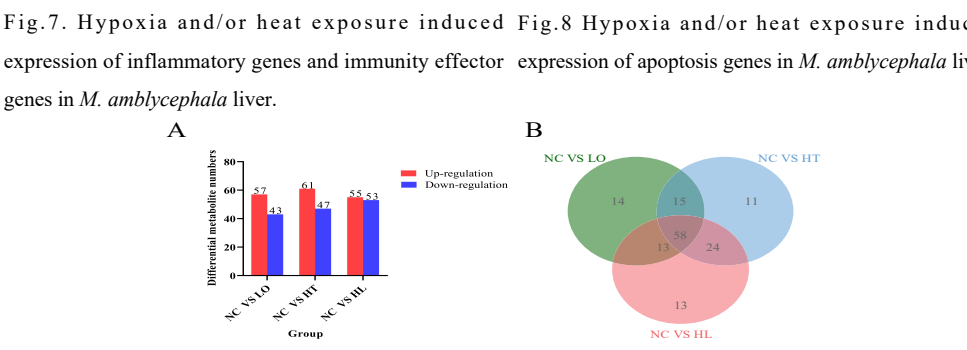 Fig.7. Hypoxia and/or heat exposure induced
expression of inflammatory genes and immunity effector
genes in M. amblycephala liver.
Fig.8 Hypoxia and/or heat exposure
expression of apoptosis genes in M. amblycephala
A
Differential metabolite numbers
80
60
40
20
0
57
43
61
47
55
53
NC VS LO
NC VS HT
NC VS HL
Group
Up-regulation
Down-regulation
B
NC VS LO
NC VS HT
14
15
11
58
13
24
13
NC VS HL